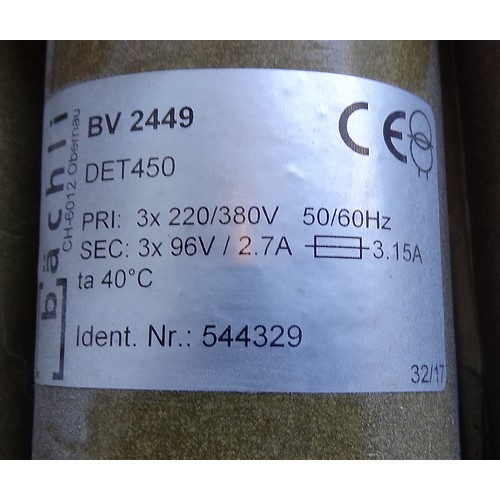 bächli
CH-6012 Obernau
BV 2449
CE
DET450
PRI: 3x 220/380V 50/60Hz
SEC: 3x 96V / 2.7A 3.15A
ta 40°C
Ident. Nr.: 544329
32/17